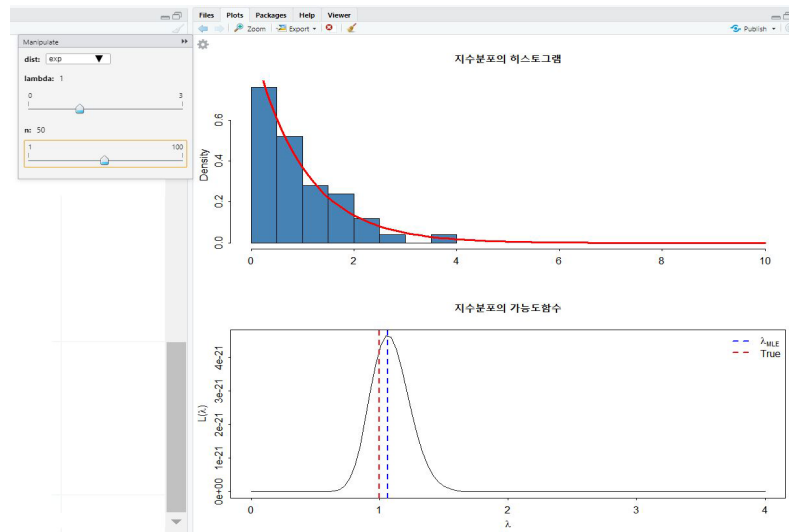 Files Plots Packages Help Viewer
Zoom Export Publish
Manipulate
dist: exp
lambda: 1
0 3
n: 50
1 100
지수분포의 히스토그램
Density
0.0 0.2 0.4 0.6
0 2 4 6 8 10
지수분포의 가능도함수
L(λ)
0e+00 1e-21 2e-21 3e-21 4e-21
λMLE
True
0 1 2 3 4
λ